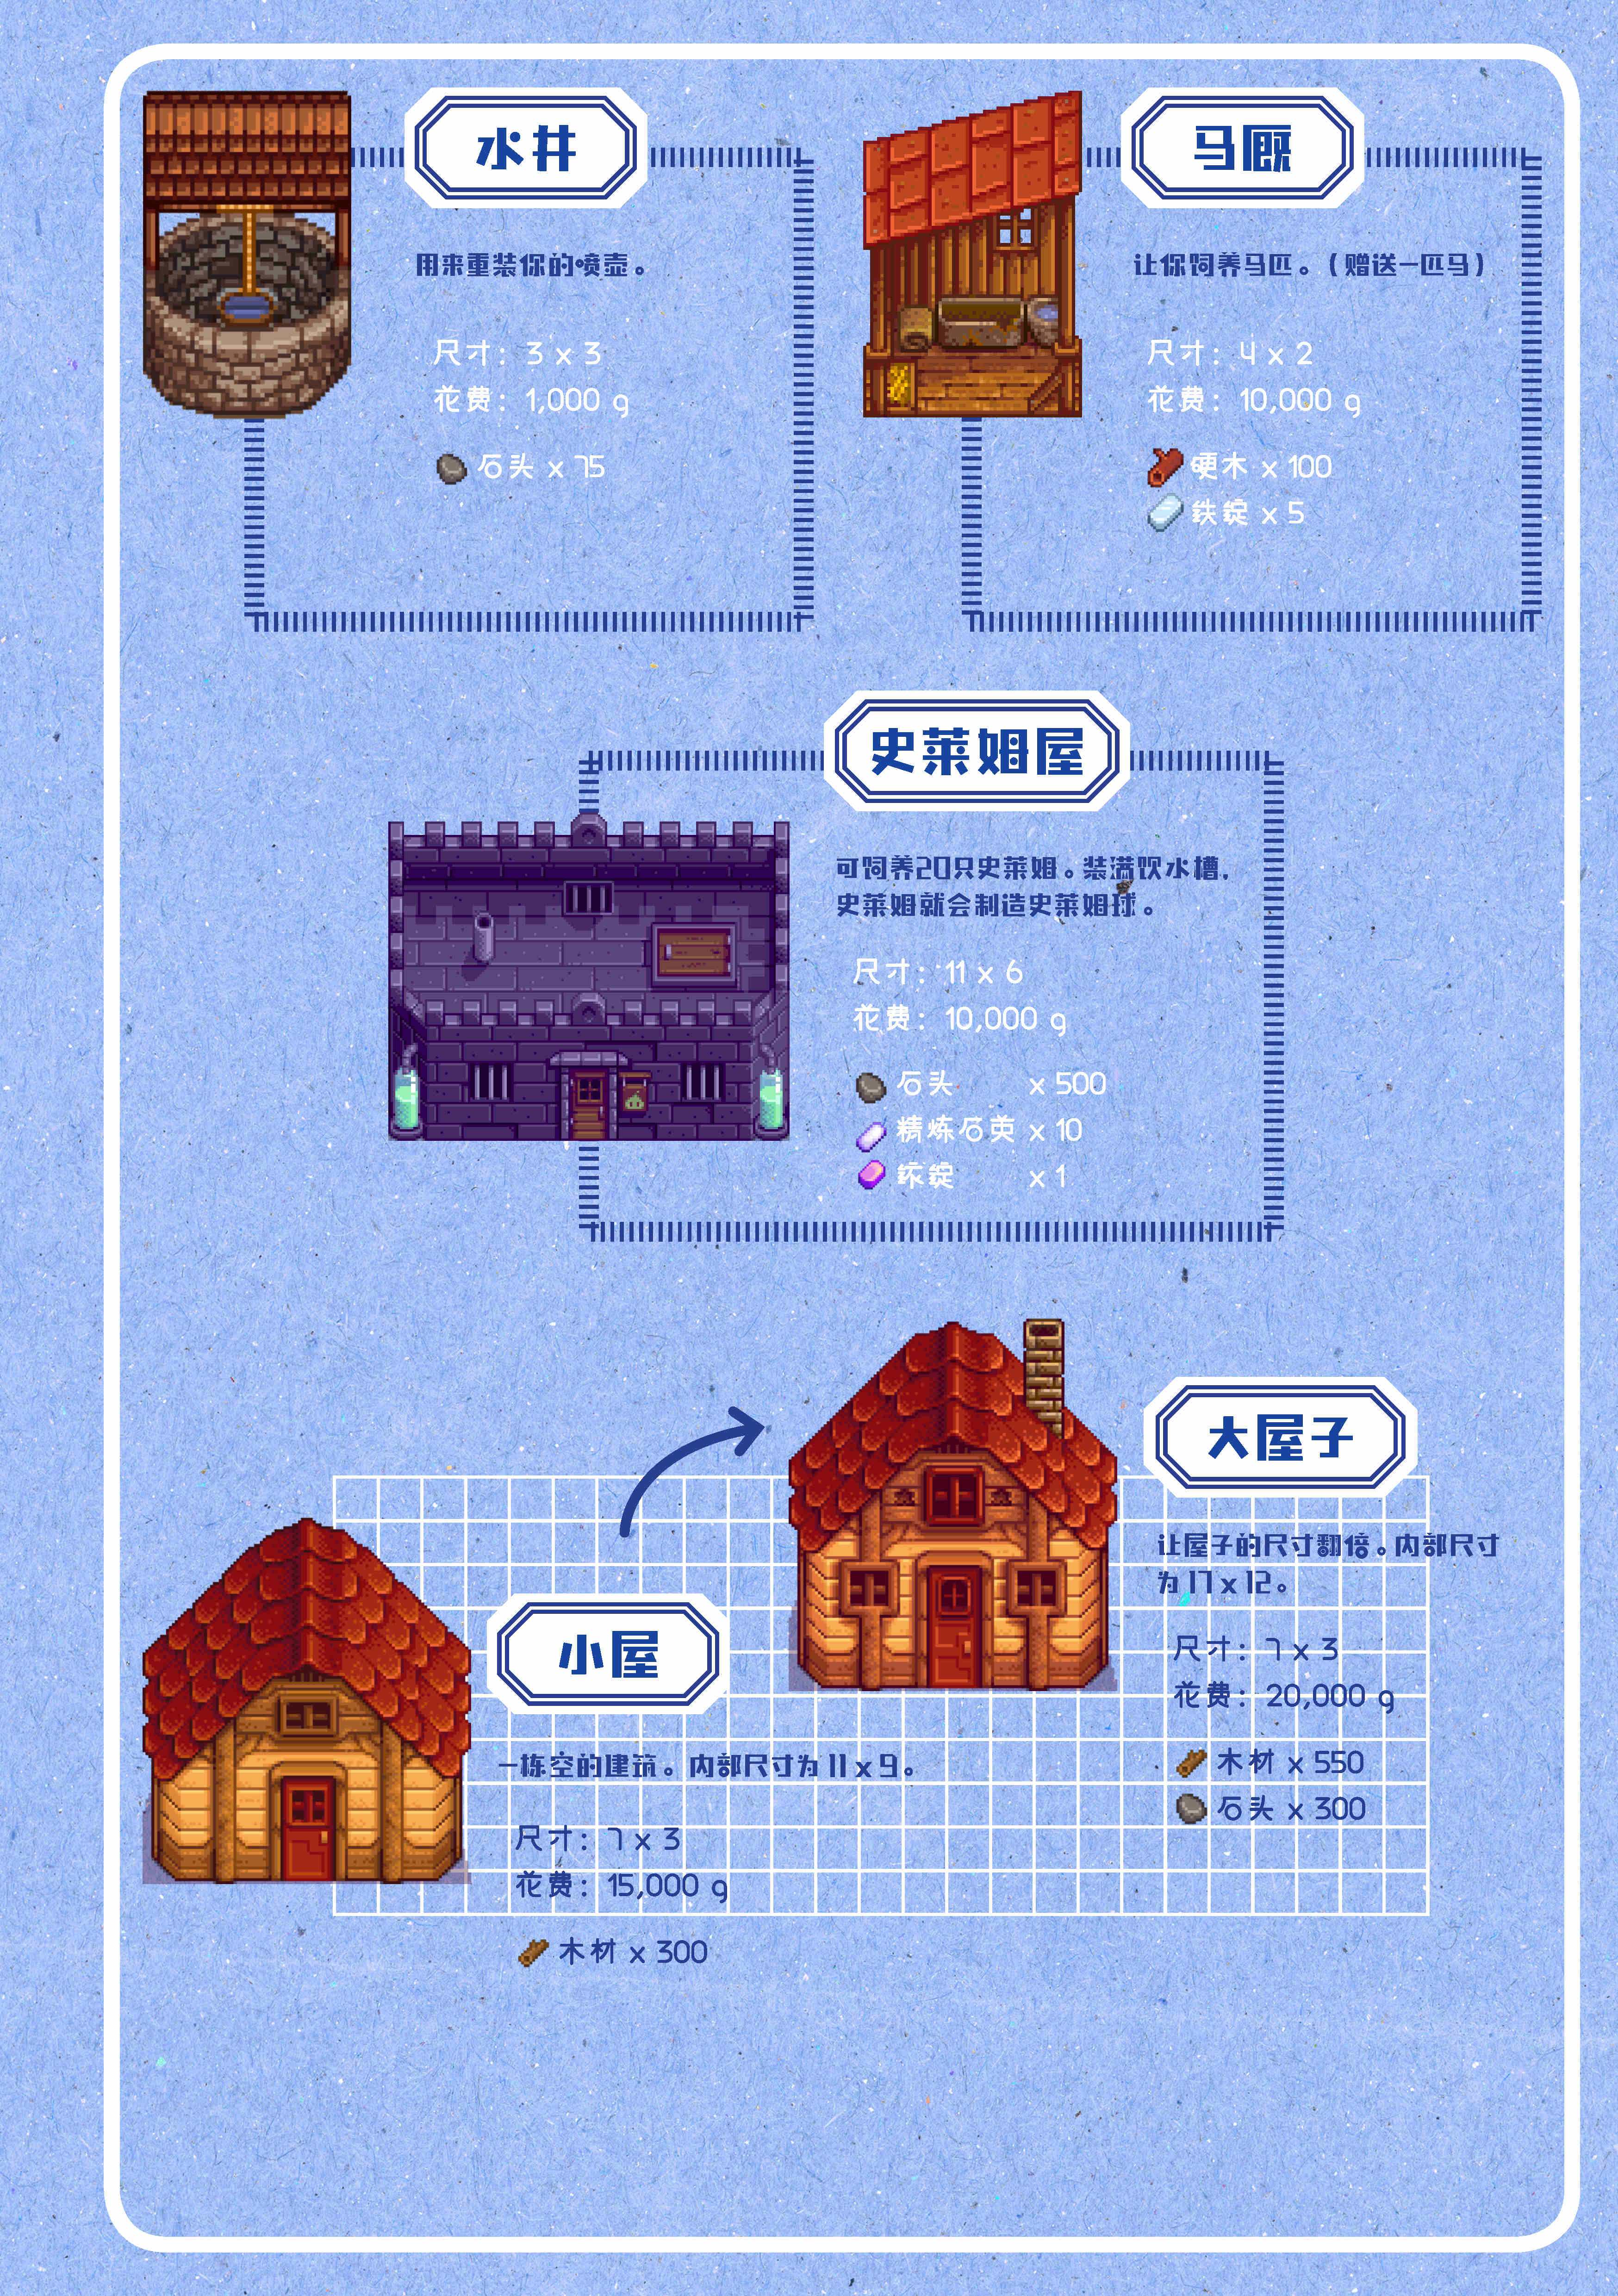 水井
用来重装你的喷壶。
尺寸：3 x 3
花费：1,000 g
石头 x 75
马厩
让你饲养马匹。（赠送一匹马）
尺寸：4 x 2
花费：10,000 g
硬木 x 100
铁锭 x 5
史莱姆屋
可饲养20只史莱姆。装满饮水槽，
史莱姆就会制造史莱姆球。
尺寸：11 x 6
花费：10,000 g
石头 x 500
精炼石英 x 10
铱锭 x 1
大屋子
让屋子的尺寸翻倍。内部尺寸
为 17 x 12。
尺寸：7 x 3
花费：20,000 g
木材 x 550
石头 x 300
小屋
一栋空的建筑。内部尺寸为 11 x 9。
尺寸：7 x 3
花费：15,000 g
木材 x 300